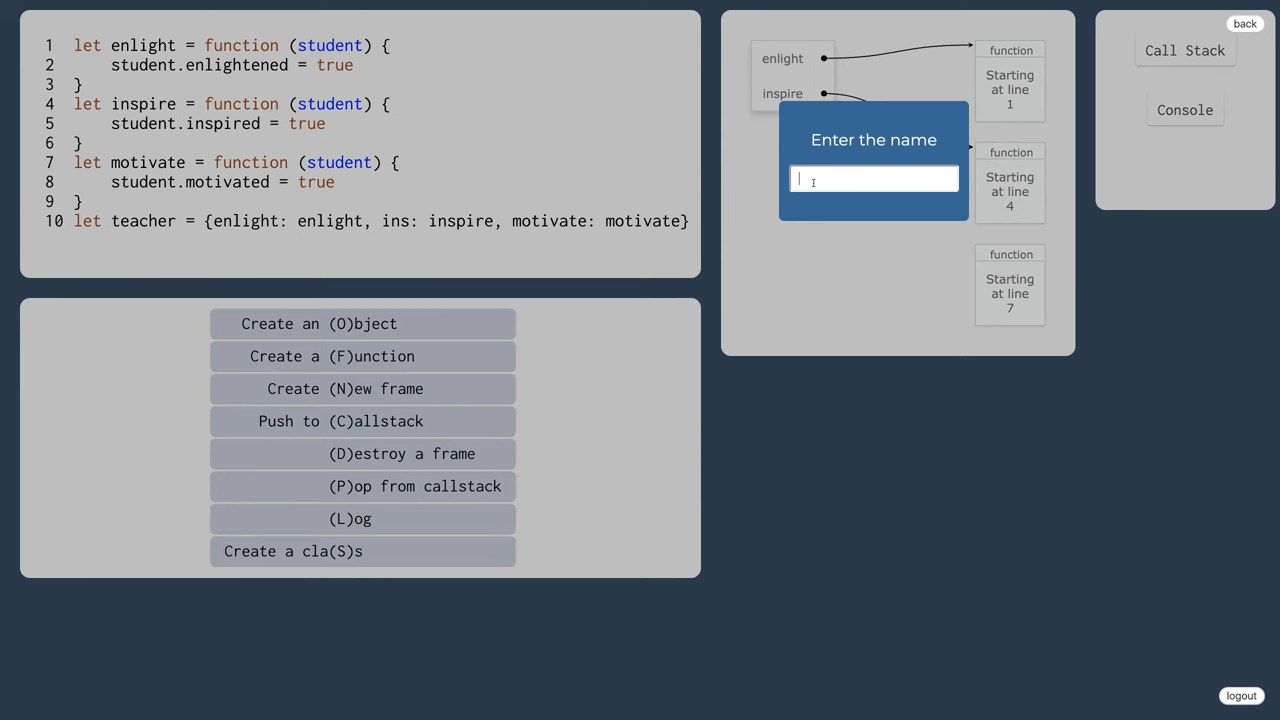 1 let enlight = function (student) {
2 student.enlightened = true
3 }
4 let inspire = function (student) {
5 student.inspired = true
6 }
7 let motivate = function (student) {
8 student.motivated = true
9 }
10 let teacher = {enlight: enlight, ins: inspire, motivate: motivate}
Create an (O)bject
Create a (F)unction
Create (N)ew frame
Push to (C)allstack
(D)estroy a frame
(P)op from callstack
(L)og
Create a cla(S)s
enlight
inspire
Enter the name
function
Starting
at line
1
function
Starting
at line
4
function
Starting
at line
7
back
Call Stack
Console
logout